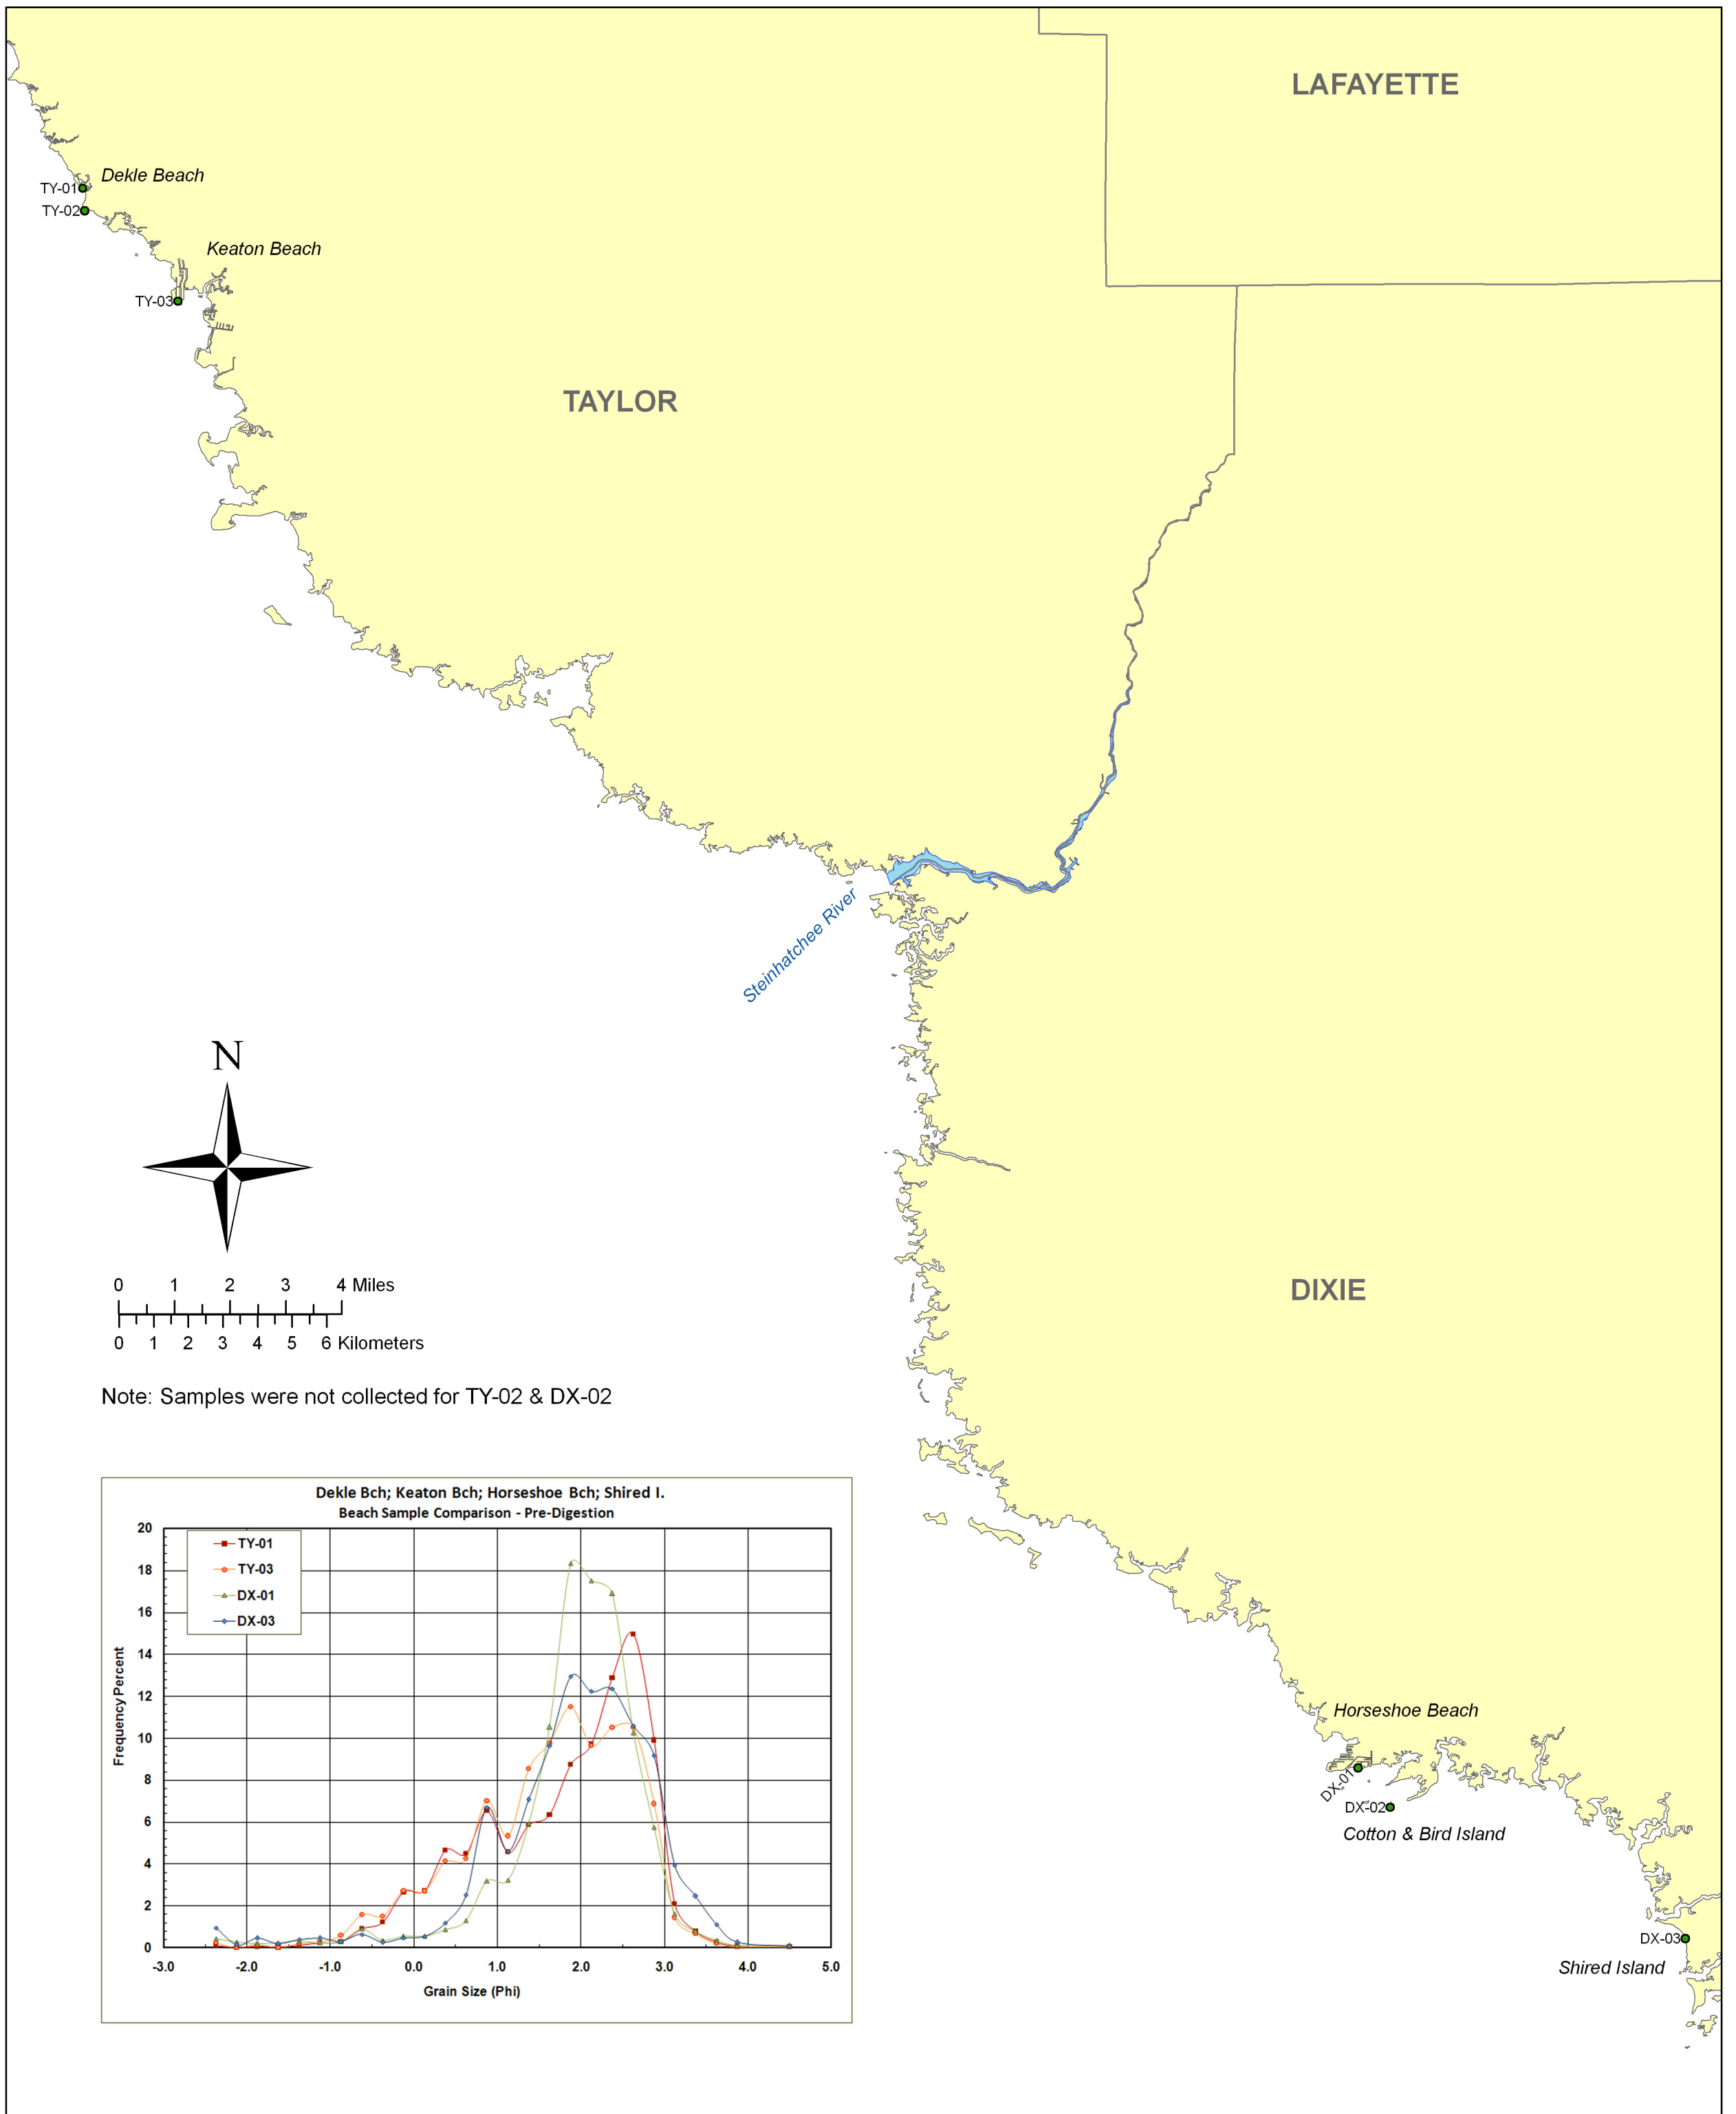 LAFAYETTE
Dekle Beach
TY-01
TY-02
Keaton Beach
TY-03
TAYLOR
Steinhatchee River
N
0 1 2 3 4 Miles
0 1 2 3 4 5 6 Kilometers
DIXIE
Note: Samples were not collected for TY-02 & DX-02
Dekle Bch; Keaton Bch; Horseshoe Bch; Shired I.
Beach Sample Comparison - Pre-Digestion
20
18
16
14
12
10
8
6
4
2
0
Frequency Percent
TY-01
TY-03
DX-01
DX-03
-3.0 -2.0 -1.0 0.0 1.0 2.0 3.0 4.0 5.0
Grain Size (Phi)
Horseshoe Beach
DX-01
DX-02
Cotton & Bird Island
DX-03
Shired Island